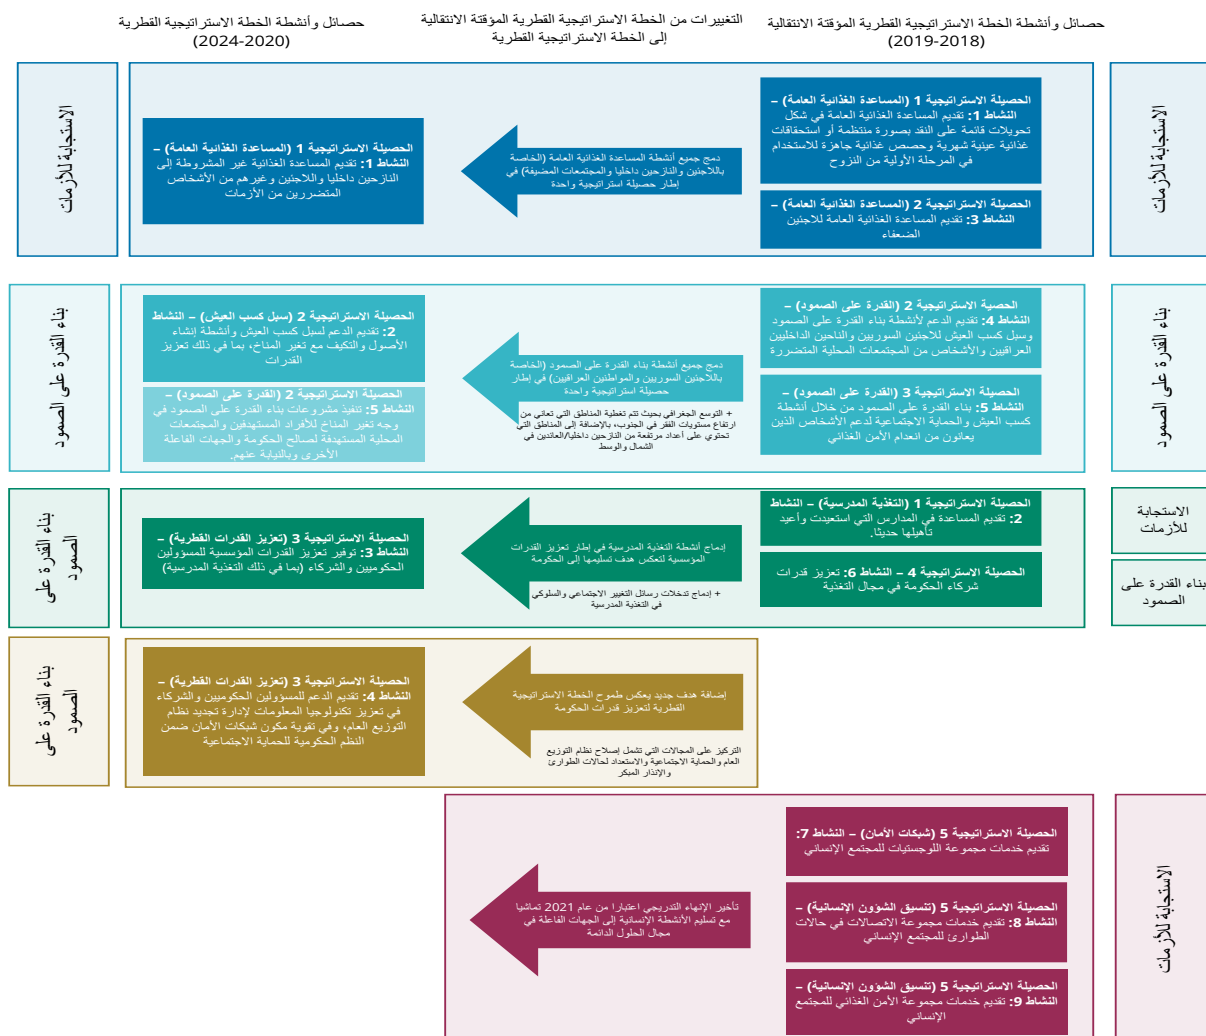 حصائل وأنشطة الخطة الاستراتيجية القطرية المؤقتة الانتقالية
(2019-2018)
التغييرات من الخطة الاستراتيجية القطرية المؤقتة الانتقالية
إلى الخطة الاستراتيجية القطرية
حصائل وأنشطة الخطة الاستراتيجية القطرية
(2024-2020)
الاستجابة للأزمات
الحصيلة الاستراتيجية 1 (المساعدة الغذائية العامة) –
النشاط 1: تقديم المساعدة الغذائية العامة في شكل
تحويلات قائمة على النقد بصورة منتظمة أو استحقاقات
غذائية عينية شهرية وحصص غذائية جاهزة للاستخدام
في المرحلة الأولية من النزوح
الحصيلة الاستراتيجية 2 (المساعدة الغذائية العامة) –
النشاط 3: تقديم المساعدة الغذائية العامة للاجئين
الضعفاء
دمج جميع أنشطة المساعدة الغذائية العامة (الخاصة
باللاجئين والنازحين داخليا والمجتمعات المضيفة) في
إطار حصيلة استراتيجية واحدة
الحصيلة الاستراتيجية 1 (المساعدة الغذائية العامة) –
النشاط 1: تقديم المساعدة الغذائية غير المشروطة إلى
النازحين داخليا واللاجئين وغيرهم من الأشخاص
المتضررين من الأزمات
الاستجابة للأزمات
بناء القدرة على الصمود
الحصية الاستراتيجية 2 (القدرة على الصمود) –
النشاط 4: تقديم الدعم لأنشطة بناء القدرة على الصمود
وسبل كسب العيش للاجئين السوريين والناحين الداخليين
العراقيين والأشخاص من المجتمعات المحلية المتضررة
الحصيلة الاستراتيجية 3 (القدرة على الصمود) –
النشاط 5: بناء القدرة على الصمود من خلال أنشطة
كسب العيش والحماية الاجتماعية لدعم الأشخاص الذين
يعانون من انعدام الأمن الغذائي
دمج جميع أنشطة بناء القدرة على الصمود (الخاصة
باللاجئين السوريين والمواطنين العراقيين) في إطار
حصيلة استراتيجية واحدة
+ التوسع الجغرافي بحيث تتم تغطية المناطق التي تعاني من
ارتفاع مستويات الفقر في الجنوب، بالإضافة إلى المناطق التي
تحتوي على أعداد مرتفعة من النازحين داخليا/العائدين في
الشمال والوسط
الحصيلة الاستراتيجية 2 (سبل كسب العيش) – النشاط
2: تقديم الدعم لسبل كسب العيش وأنشطة إنشاء
الأصول والتكيف مع تغير المناخ، بما في ذلك تعزيز
القدرات
الحصيلة الاستراتيجية 2 (القدرة على الصمود) –
النشاط 5: تنفيذ مشروعات بناء القدرة على الصمود في
وجه تغير المناخ للأفراد المستهدفين والمجتمعات
المحلية المستهدفة لصالح الحكومة والجهات الفاعلة
الأخرى وبالنيابة عنهم.
بناء القدرة على الصمود
الاستجابة
للأزمات
بناء القدرة على
الصمود
الحصيلة الاستراتيجية 1 (التغذية المدرسية) – النشاط
2: تقديم المساعدة في المدارس التي استعيدت وأعيد
تأهيلها حديثا.
الحصيلة الاستراتيجية 4 – النشاط 6: تعزيز قدرات
شركاء الحكومة في مجال التغذية
إدماج أنشطة التغذية المدرسية في إطار تعزيز القدرات
المؤسسية لتعكس هدف تسليمها إلى الحكومة
+ إدماج تدخلات رسائل التغيير الاجتماعي والسلوكي
في التغذية المدرسية
الحصيلة الاستراتيجية 3 (تعزيز القدرات القطرية) –
النشاط 3: توفير تعزيز القدرات المؤسسية للمسؤولين
الحكوميين والشركاء (بما في ذلك التغذية المدرسية)
بناء القدرة على
الصمود
إضافة هدف جديد يعكس طموح الخطة الاستراتيجية
القطرية لتعزيز قدرات الحكومة
التركيز على المجالات التي تشمل إصلاح نظام التوزيع
العام والحماية الاجتماعية والاستعداد لحالات الطوارئ
والإنذار المبكر
الحصيلة الاستراتيجية 3 (تعزيز القدرات القطرية) –
النشاط 4: تقديم الدعم للمسؤولين الحكوميين والشركاء
في تعزيز تكنولوجيا المعلومات لإدارة تجديد نظام
التوزيع العام، وفي تقوية مكون شبكات الأمان ضمن
النظم الحكومية للحماية الاجتماعية
بناء القدرة على
الصمود
الاستجابة للأزمات
الحصيلة الاستراتيجية 5 (شبكات الأمان) – النشاط 7:
تقديم خدمات مجموعة اللوجستيات للمجتمع الإنساني
الحصيلة الاستراتيجية 5 (تنسيق الشؤون الإنسانية) –
النشاط 8: تقديم خدمات مجموعة الاتصالات في حالات
الطوارئ للمجتمع الإنساني
الحصيلة الاستراتيجية 5 (تنسيق الشؤون الإنسانية) –
النشاط 9: تقديم خدمات مجموعة الأمن الغذائي للمجتمع
الإنساني
تأخير الإنهاء التدريجي اعتبارا من عام 2021 تماشيا
مع تسليم الأنشطة الإنسانية إلى الجهات الفاعلة في
مجال الحلول الدائمة